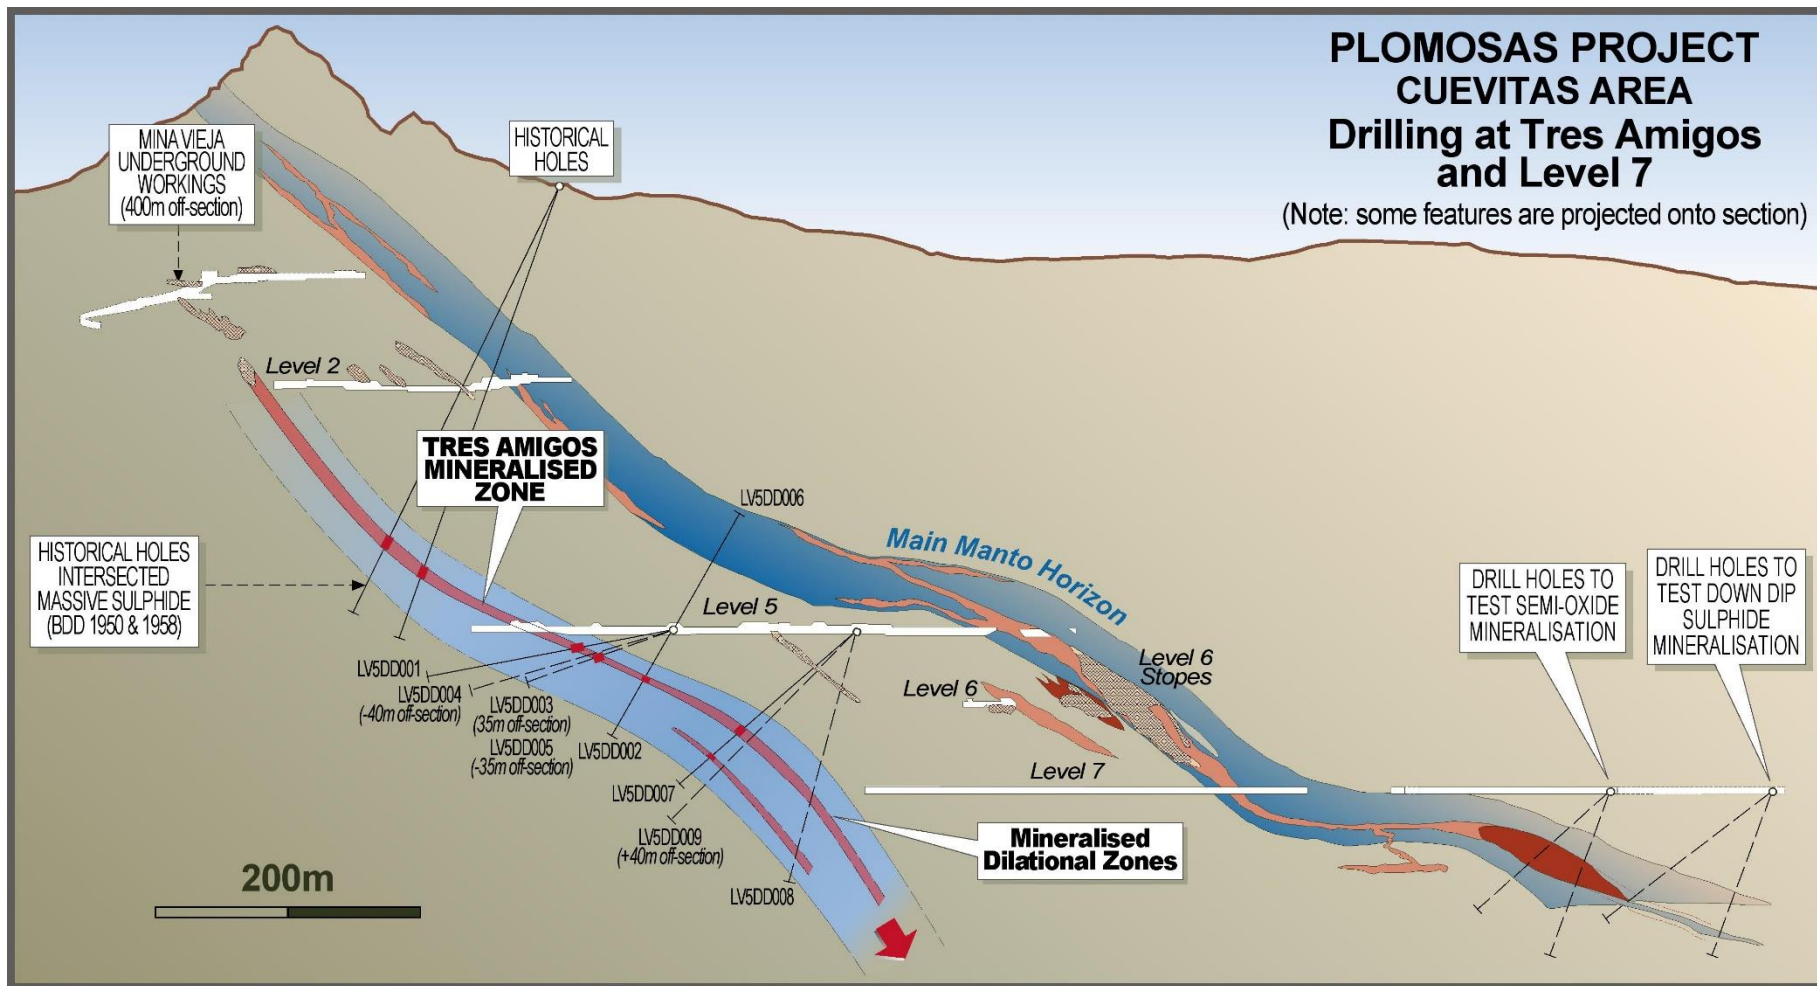 PLOMOSAS PROJECT
CUEVITAS AREA
Drilling at Tres Amigos
and Level 7
(Note: some features are projected onto section)
MINA VIEJA
UNDERGROUND
WORKINGS
(400m off-section)
HISTORICAL
HOLES
Level 2
TRES AMIGOS
MINERALISED
ZONE
LV5DD006
Main Manto Horizon
HISTORICAL HOLES
INTERSECTED
MASSIVE SULPHIDE
(BDD 1950 & 1958)
Level 5
DRILL HOLES TO
TEST SEMI-OXIDE
MINERALISATION
DRILL HOLES TO
TEST DOWN DIP
SULPHIDE
MINERALISATION
LV5DD001
LV5DD004
(-40m off-section)
LV5DD003
(35m off-section)
LV5DD005
(-35m off-section)
LV5DD002
Level 6
Level 6
Stopes
Level 7
LV5DD007
LV5DD009
(+40m off-section)
LV5DD008
Mineralised
Dilational Zones
200m